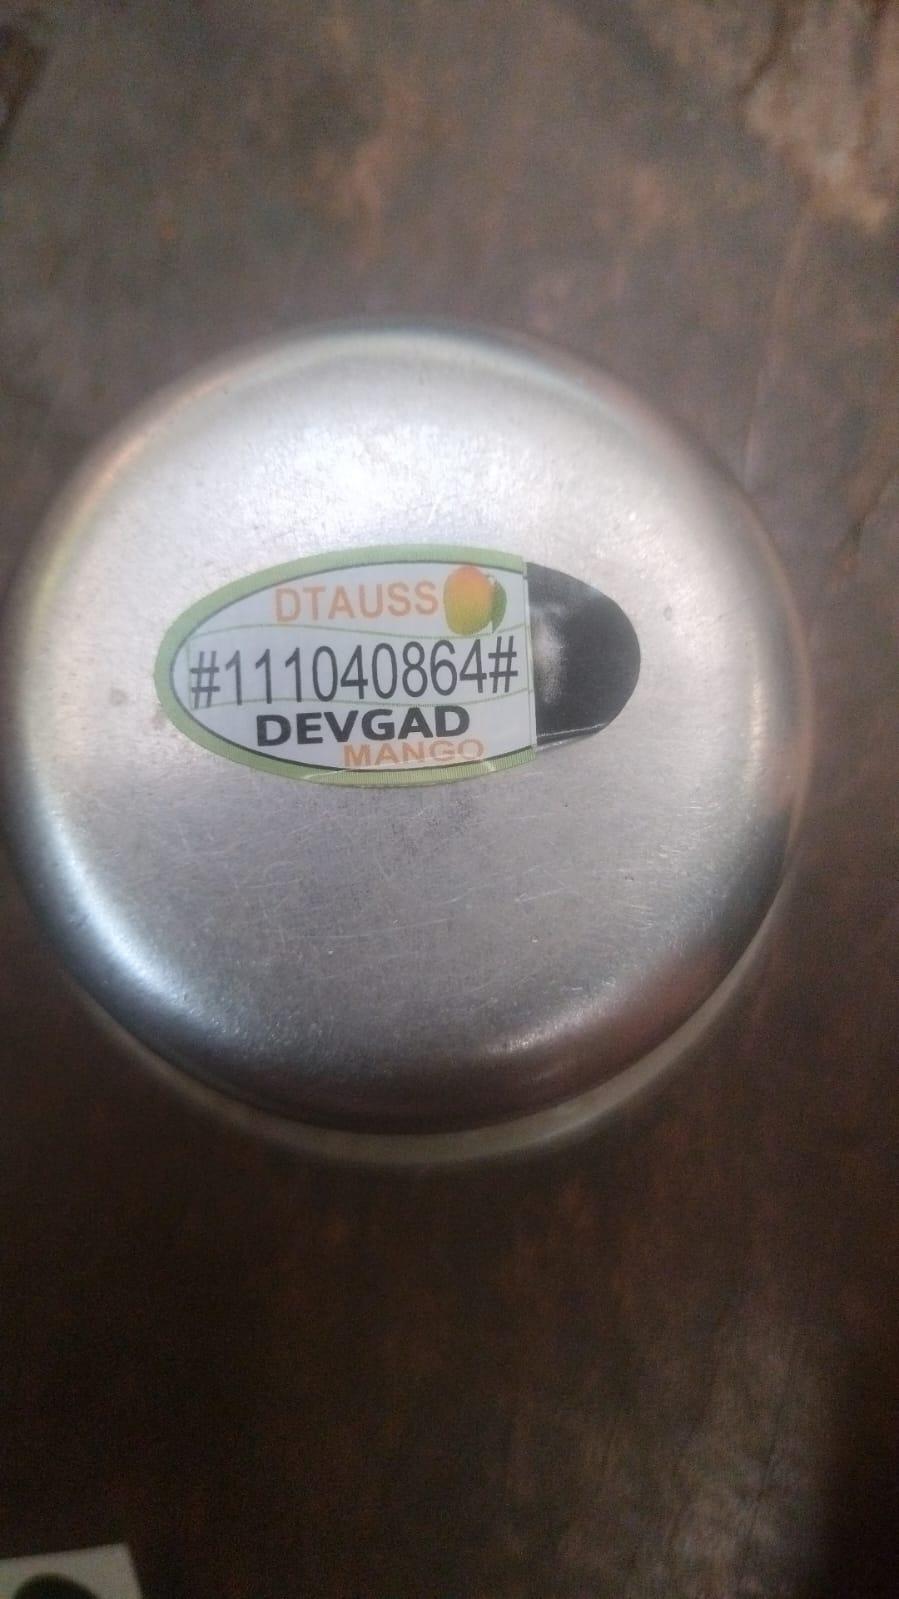 DTAUSS
#111040864#
DEVGAD
MANGO